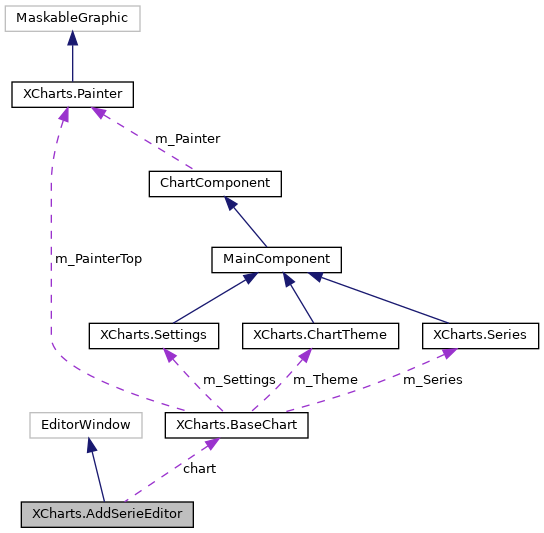 MaskableGraphic
XCharts.Painter
m_Painter
ChartComponent
m_PainterTop
MainComponent
XCharts.Settings
XCharts.ChartTheme
XCharts.Series
m_Settings
m_Theme
m_Series
EditorWindow
XCharts.BaseChart
chart
XCharts.AddSerieEditor